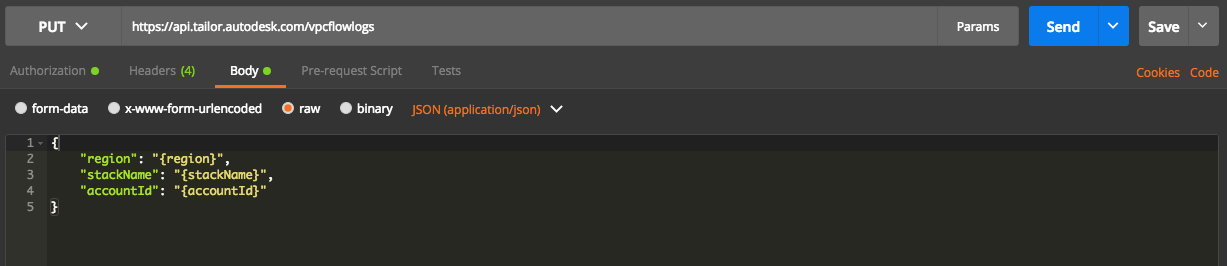 PUT https://api.tailor.autodesk.com/vpcflowlogs Params Send Save
Authorization Headers (4) Body Pre-request Script Tests Cookies Code
form-data x-www-form-urlencoded raw binary JSON (application/json)
1 {
2 "region": "{region}",
3 "stackName": "{stackName}",
4 "accountId": "{accountId}"
5 }